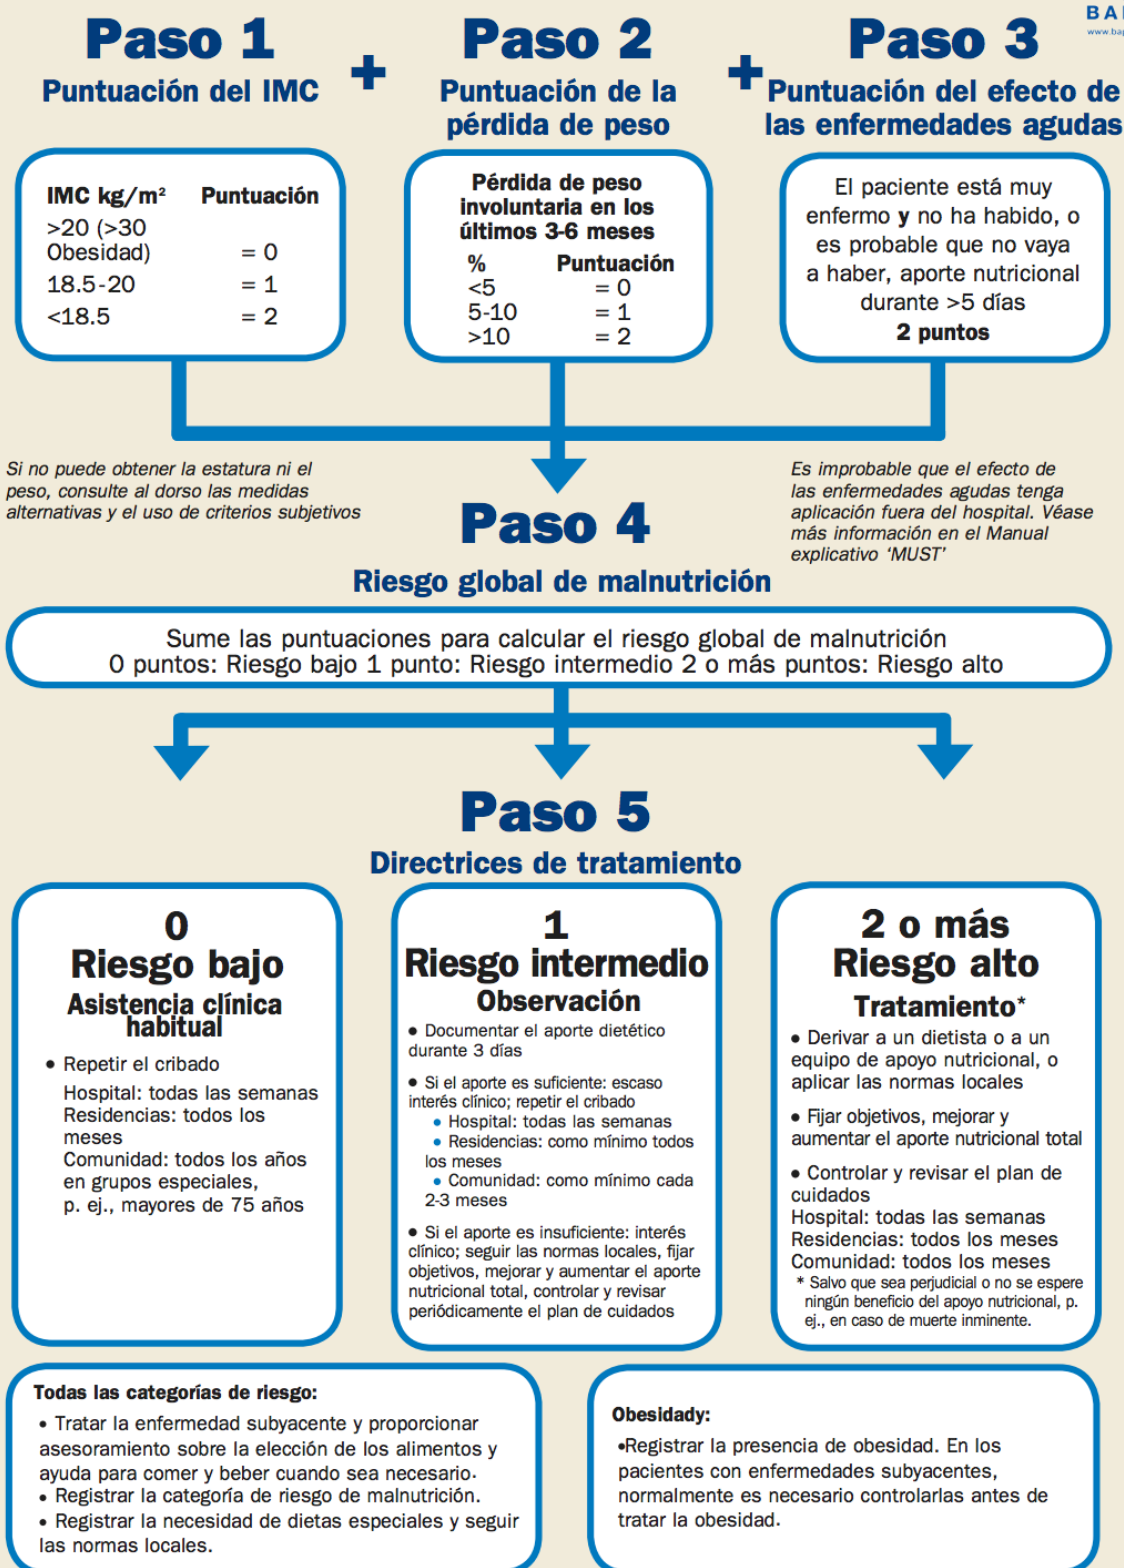 BA
www.bap
Paso 1
Puntuación del IMC
+
Paso 2
Puntuación de la
pérdida de peso
+
Paso 3
Puntuación del efecto de
las enfermedades agudas
IMC kg/m² Puntuación
>20 (>30
Obesidad) = 0
18.5-20 = 1
<18.5 = 2
Pérdida de peso
involuntaria en los
últimos 3-6 meses
% Puntuación
<5 = 0
5-10 = 1
>10 = 2
El paciente está muy
enfermo y no ha habido, o
es probable que no vaya
a haber, aporte nutricional
durante >5 días
2 puntos
Si no puede obtener la estatura ni el
peso, consulte al dorso las medidas
alternativas y el uso de criterios subjetivos
Es improbable que el efecto de
las enfermedades agudas tenga
aplicación fuera del hospital. Véase
más información en el Manual
explicativo ‘MUST’
Paso 4
Riesgo global de malnutrición
Sume las puntuaciones para calcular el riesgo global de malnutrición
0 puntos: Riesgo bajo 1 punto: Riesgo intermedio 2 o más puntos: Riesgo alto
Paso 5
Directrices de tratamiento
0
Riesgo bajo
Asistencia clínica
habitual
• Repetir el cribado
Hospital: todas las semanas
Residencias: todos los
meses
Comunidad: todos los años
en grupos especiales,
p. ej., mayores de 75 años
1
Riesgo intermedio
Observación
• Documentar el aporte dietético
durante 3 días
• Si el aporte es suficiente: escaso
interés clínico; repetir el cribado
• Hospital: todas las semanas
• Residencias: como mínimo todos
los meses
• Comunidad: como mínimo cada
2-3 meses
• Si el aporte es insuficiente: interés
clínico; seguir las normas locales, fijar
objetivos, mejorar y aumentar el aporte
nutricional total, controlar y revisar
periódicamente el plan de cuidados
2 o más
Riesgo alto
Tratamiento*
• Derivar a un dietista o a un
equipo de apoyo nutricional, o
aplicar las normas locales
• Fijar objetivos, mejorar y
aumentar el aporte nutricional total
• Controlar y revisar el plan de
cuidados
Hospital: todas las semanas
Residencias: todos los meses
Comunidad: todos los meses
* Salvo que sea perjudicial o no se espere
ningún beneficio del apoyo nutricional, p.
ej., en caso de muerte inminente.
Todas las categorías de riesgo:
• Tratar la enfermedad subyacente y proporcionar
asesoramiento sobre la elección de los alimentos y
ayuda para comer y beber cuando sea necesario.
• Registrar la categoría de riesgo de malnutrición.
• Registrar la necesidad de dietas especiales y seguir
las normas locales.
Obesidady:
•Registrar la presencia de obesidad. En los
pacientes con enfermedades subyacentes,
normalmente es necesario controlarlas antes de
tratar la obesidad.